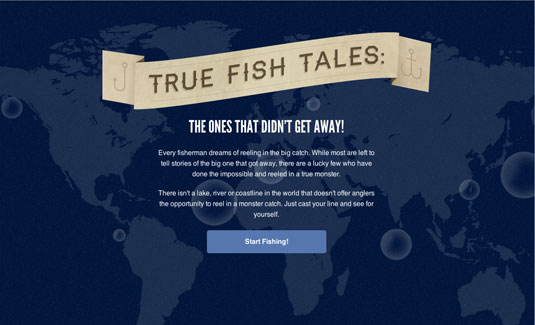 TRUE FISH TALES:
THE ONES THAT DIDN'T GET AWAY!
Every fisherman dreams of reeling in the big catch. While most are left to
tell stories of the big one that got away, there are a lucky few who have
done the impossible and reeled in a true monster.
There isn't a lake, river or coastline in the world that doesn't offer anglers
the opportunity to reel in a monster catch. Just cast your line and see for
yourself.
Start Fishing!